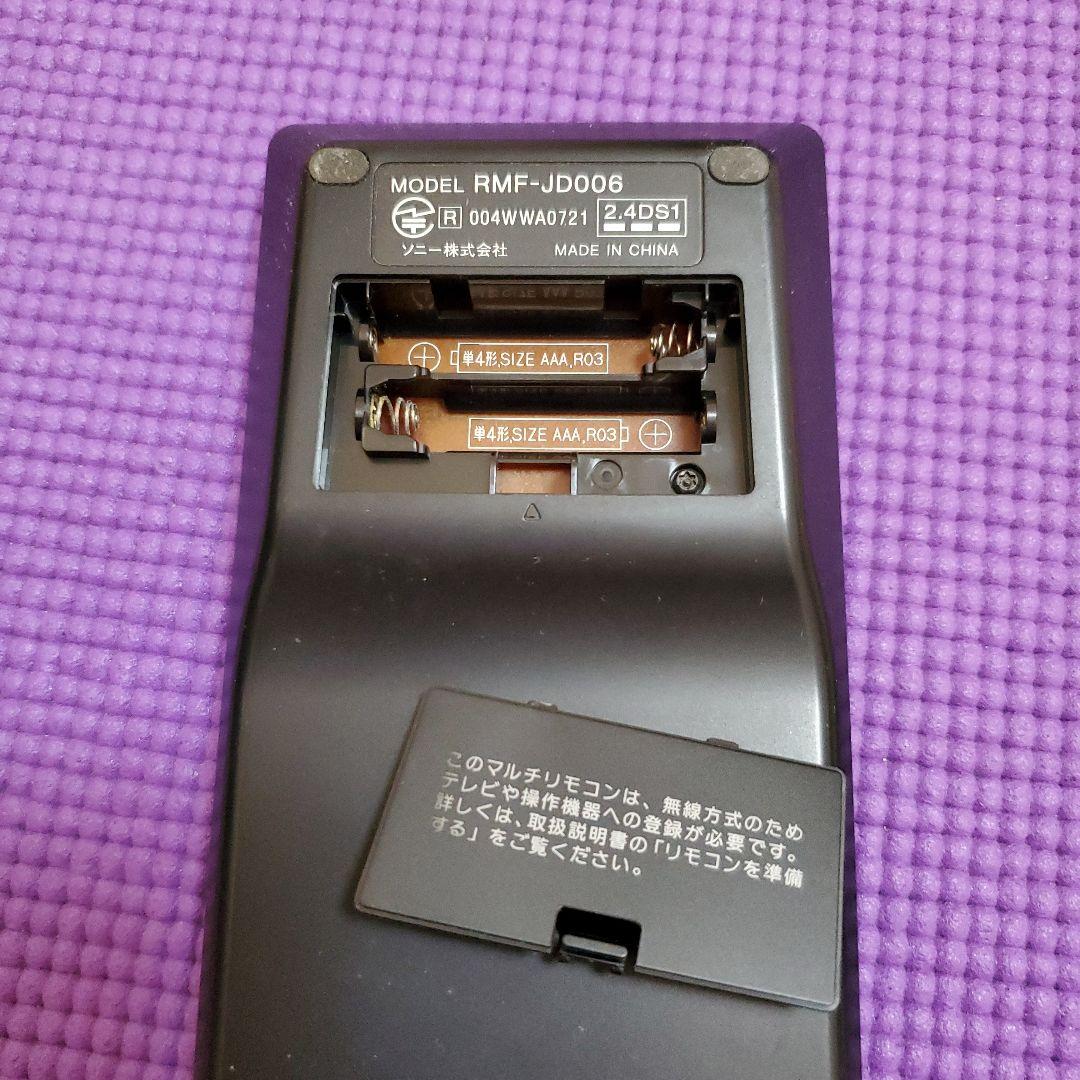 MODEL RMF-JD006
R 004WWA0721 2.4DS1
ソニー株式会社 MADE IN CHINA
単4形,SIZE AAA,R03
単4形,SIZE AAA,R03
このマルチリモコンは、無線方式のため
テレビや操作機器への登録が必要です。
詳しくは、取扱説明書の「リモコンを準備
する」をご覧ください。